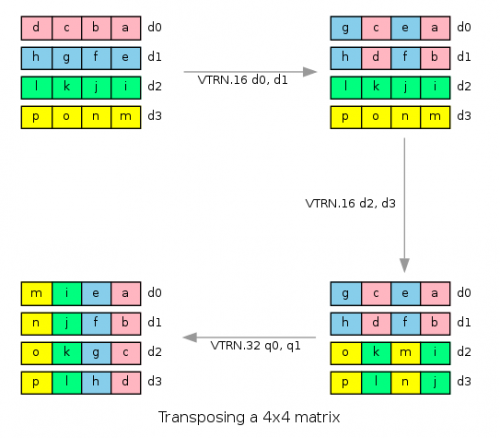 d c b a d0
h g f e d1
l k j i d2
p o n m d3
VTRN.16 d0, d1
g c e a d0
h d f b d1
l k j i d2
p o n m d3
VTRN.16 d2, d3
m i e a d0
n j f b d1
o k g c d2
p l h d d3
VTRN.32 q0, q1
g c e a d0
h d f b d1
o k m i d2
p l n j d3
Transposing a 4x4 matrix